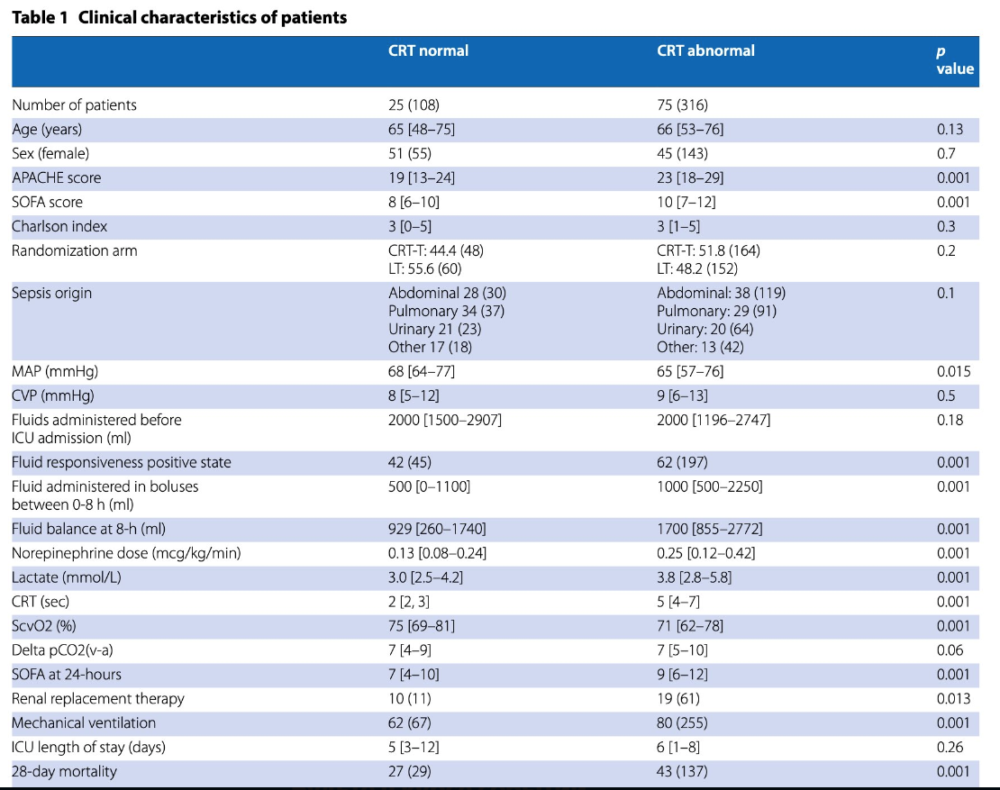 Table 1 Clinical characteristics of patients
CRT normal CRT abnormal p value
Number of patients 25 (108) 75 (316)
Age (years) 65 [48–75] 66 [53–76] 0.13
Sex (female) 51 (55) 45 (143) 0.7
APACHE score 19 [13–24] 23 [18–29] 0.001
SOFA score 8 [6–10] 10 [7–12] 0.001
Charlson index 3 [0–5] 3 [1–5] 0.3
Randomization arm CRT-T: 44.4 (48) CRT-T: 51.8 (164) 0.2
LT: 55.6 (60) LT: 48.2 (152)
Sepsis origin Abdominal 28 (30) Abdominal: 38 (119) 0.1
Pulmonary 34 (37) Pulmonary: 29 (91)
Urinary 21 (23) Urinary: 20 (64)
Other 17 (18) Other: 13 (42)
MAP (mmHg) 68 [64–77] 65 [57–76] 0.015
CVP (mmHg) 8 [5–12] 9 [6–13] 0.5
Fluids administered before 2000 [1500–2907] 2000 [1196–2747] 0.18
ICU admission (ml)
Fluid responsiveness positive state 42 (45) 62 (197) 0.001
Fluid administered in boluses 500 [0–1100] 1000 [500–2250] 0.001
between 0-8 h (ml)
Fluid balance at 8-h (ml) 929 [260–1740] 1700 [855–2772] 0.001
Norepinephrine dose (mcg/kg/min) 0.13 [0.08–0.24] 0.25 [0.12–0.42] 0.001
Lactate (mmol/L) 3.0 [2.5–4.2] 3.8 [2.8–5.8] 0.001
CRT (sec) 2 [2, 3] 5 [4–7] 0.001
ScvO2 (%) 75 [69–81] 71 [62–78] 0.001
Delta pCO2(v-a) 7 [4–9] 7 [5–10] 0.06
SOFA at 24-hours 7 [4–10] 9 [6–12] 0.001
Renal replacement therapy 10 (11) 19 (61) 0.013
Mechanical ventilation 62 (67) 80 (255) 0.001
ICU length of stay (days) 5 [3–12] 6 [1–8] 0.26
28-day mortality 27 (29) 43 (137) 0.001